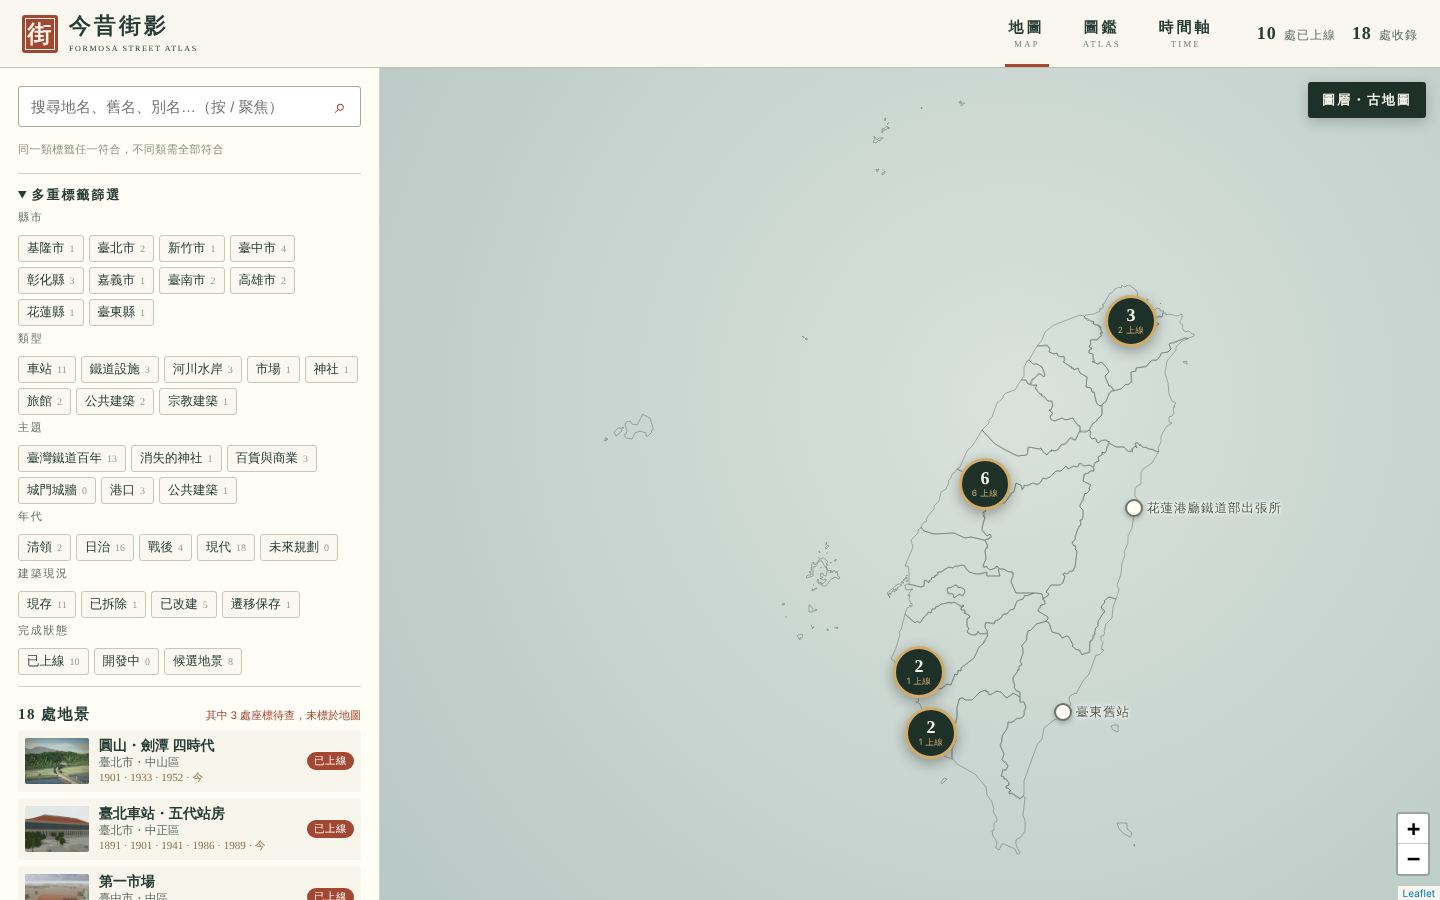 街
今昔街影
FORMOSA STREET ATLAS
地圖
MAP
圖鑑
ATLAS
時間軸
TIME
10 處已上線 18 處收錄
搜尋地名、舊名、別名…（按 / 聚焦）
同一類標籤任一符合，不同類需全部符合
▼ 多重標籤篩選
縣市
基隆市 1 臺北市 2 新竹市 1 臺中市 4
彰化縣 3 嘉義市 1 臺南市 2 高雄市 2
花蓮縣 1 臺東縣 1
類型
車站 11 鐵道設施 3 河川水岸 3 市場 1 神社 1
旅館 2 公共建築 2 宗教建築 1
主題
臺灣鐵道百年 13 消失的神社 1 百貨與商業 3
城門城牆 0 港口 3 公共建築 1
年代
清領 2 日治 16 戰後 4 現代 18 未來規劃 0
建築現況
現存 11 已拆除 1 已改建 5 遷移保存 1
完成狀態
已上線 10 開發中 0 候選地景 8
18 處地景 其中 3 處座標待查，未標於地圖
圓山・劍潭 四時代
臺北市・中山區
1901 · 1933 · 1952 · 今
已上線
臺北車站・五代站房
臺北市・中正區
1891 · 1901 · 1941 · 1986 · 1989 · 今
已上線
第一市場
臺中市・中區
已上線
圖層・古地圖
3
2 上線
6
6 上線
花蓮港廳鐵道部出張所
2
1 上線
臺東舊站
2
1 上線
+
−
Leaflet